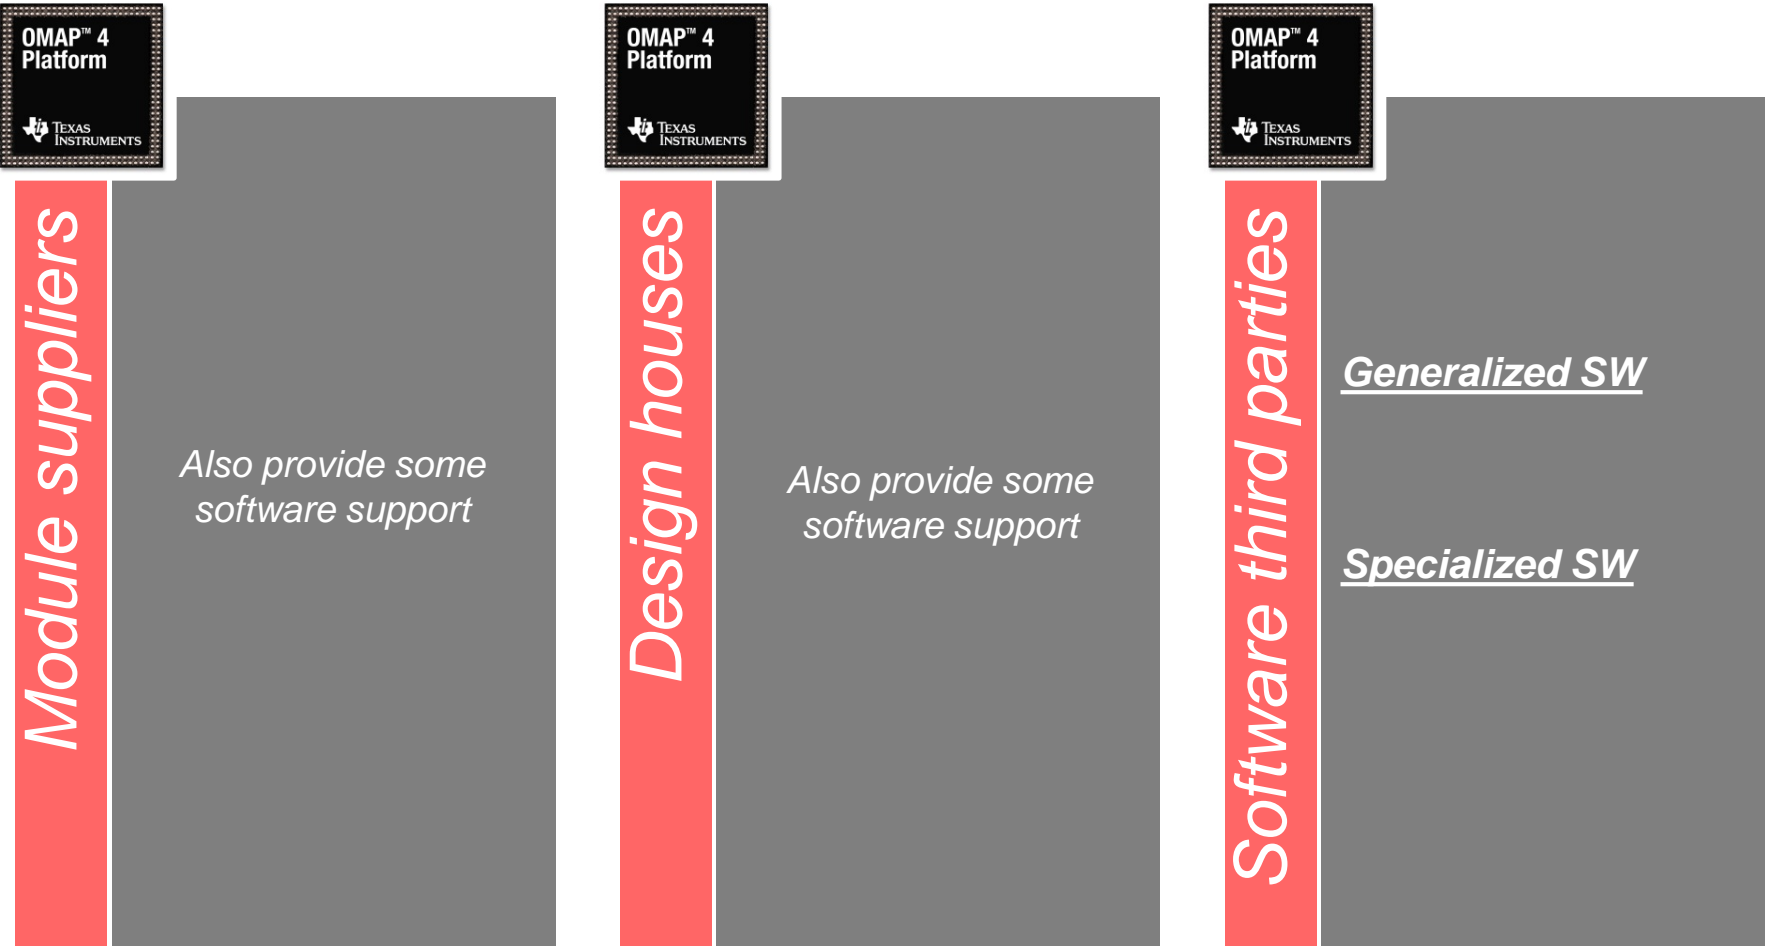 OMAP™ 4
Platform
TEXAS
INSTRUMENTS
Module suppliers
Also provide some
software support
OMAP™ 4
Platform
TEXAS
INSTRUMENTS
Design houses
Also provide some
software support
OMAP™ 4
Platform
TEXAS
INSTRUMENTS
Software third parties
Generalized SW
Specialized SW